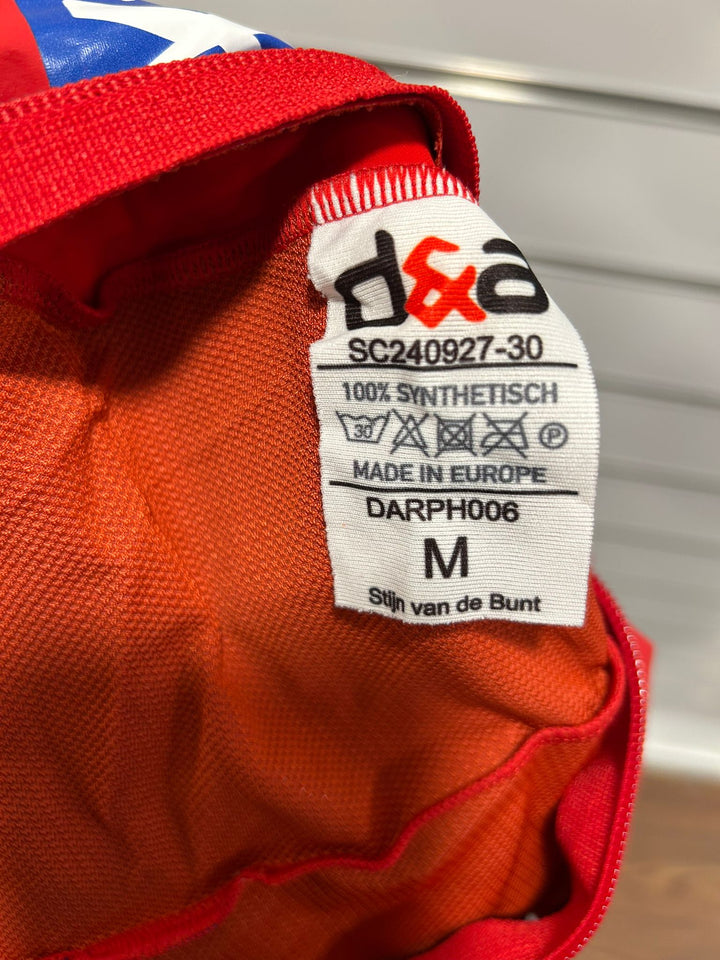 d&a
SC240927-30
100% SYNTHETISCH
30 P
MADE IN EUROPE
DARPH006
M
Stijn van de Bunt